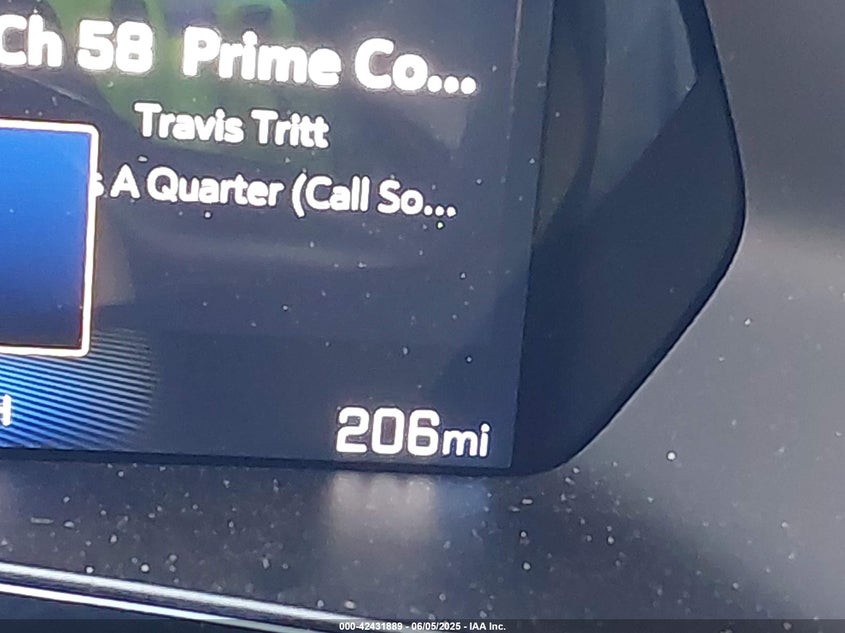 Ch 58 Prime Co...
Travis Tritt
s A Quarter (Call So...
206mi
H
000-42431889 - 06/05/2025 - IAA Inc.